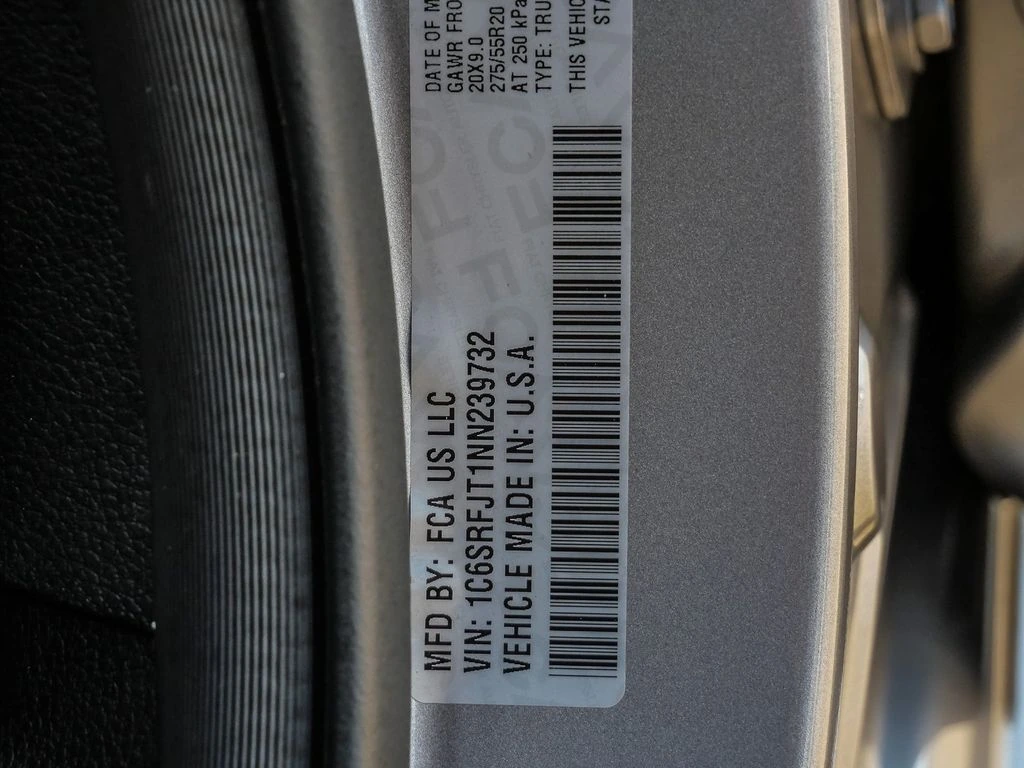 MFD BY: FCA US LLC
VIN: 1C6SRFJT1NN239732
VEHICLE MADE IN: U.S.A.
DATE OF M
GAWR FRO
20X9.0
275/55R20
AT 250 kPa
TYPE: TRU
THIS VEHIC
STA